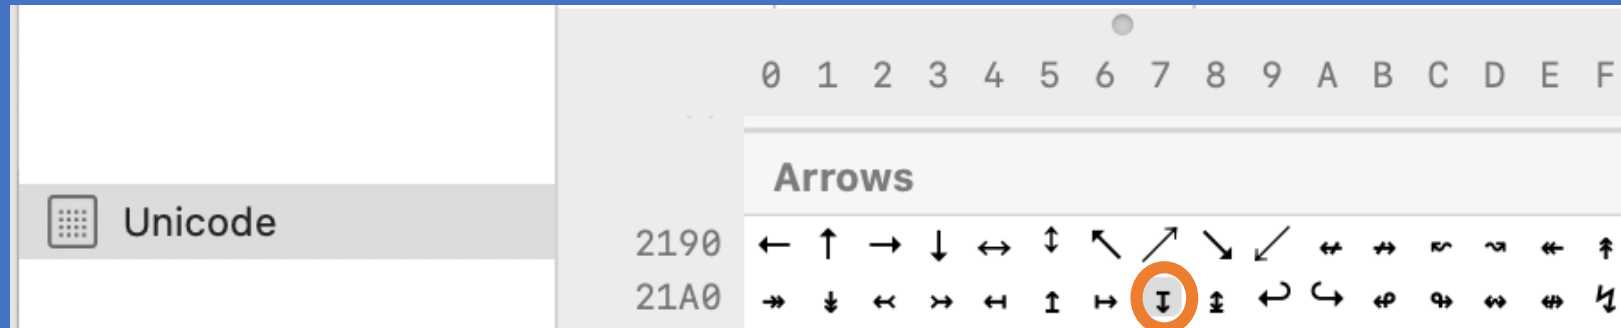 0 1 2 3 4 5 6 7 8 9 A B C D E F
Arrows
Unicode
2190 ← ↑ → ↓ ↔ ↕ ↖ ↗ ↘ ↙ ↚ ↛ ↜ ↝ ↞ ↟
21A0 ↠ ↡ ↢ ↣ ↤ ↥ ↦ ↧ ↨ ↩ ↪ ↫ ↬ ↭ ↮ ↯